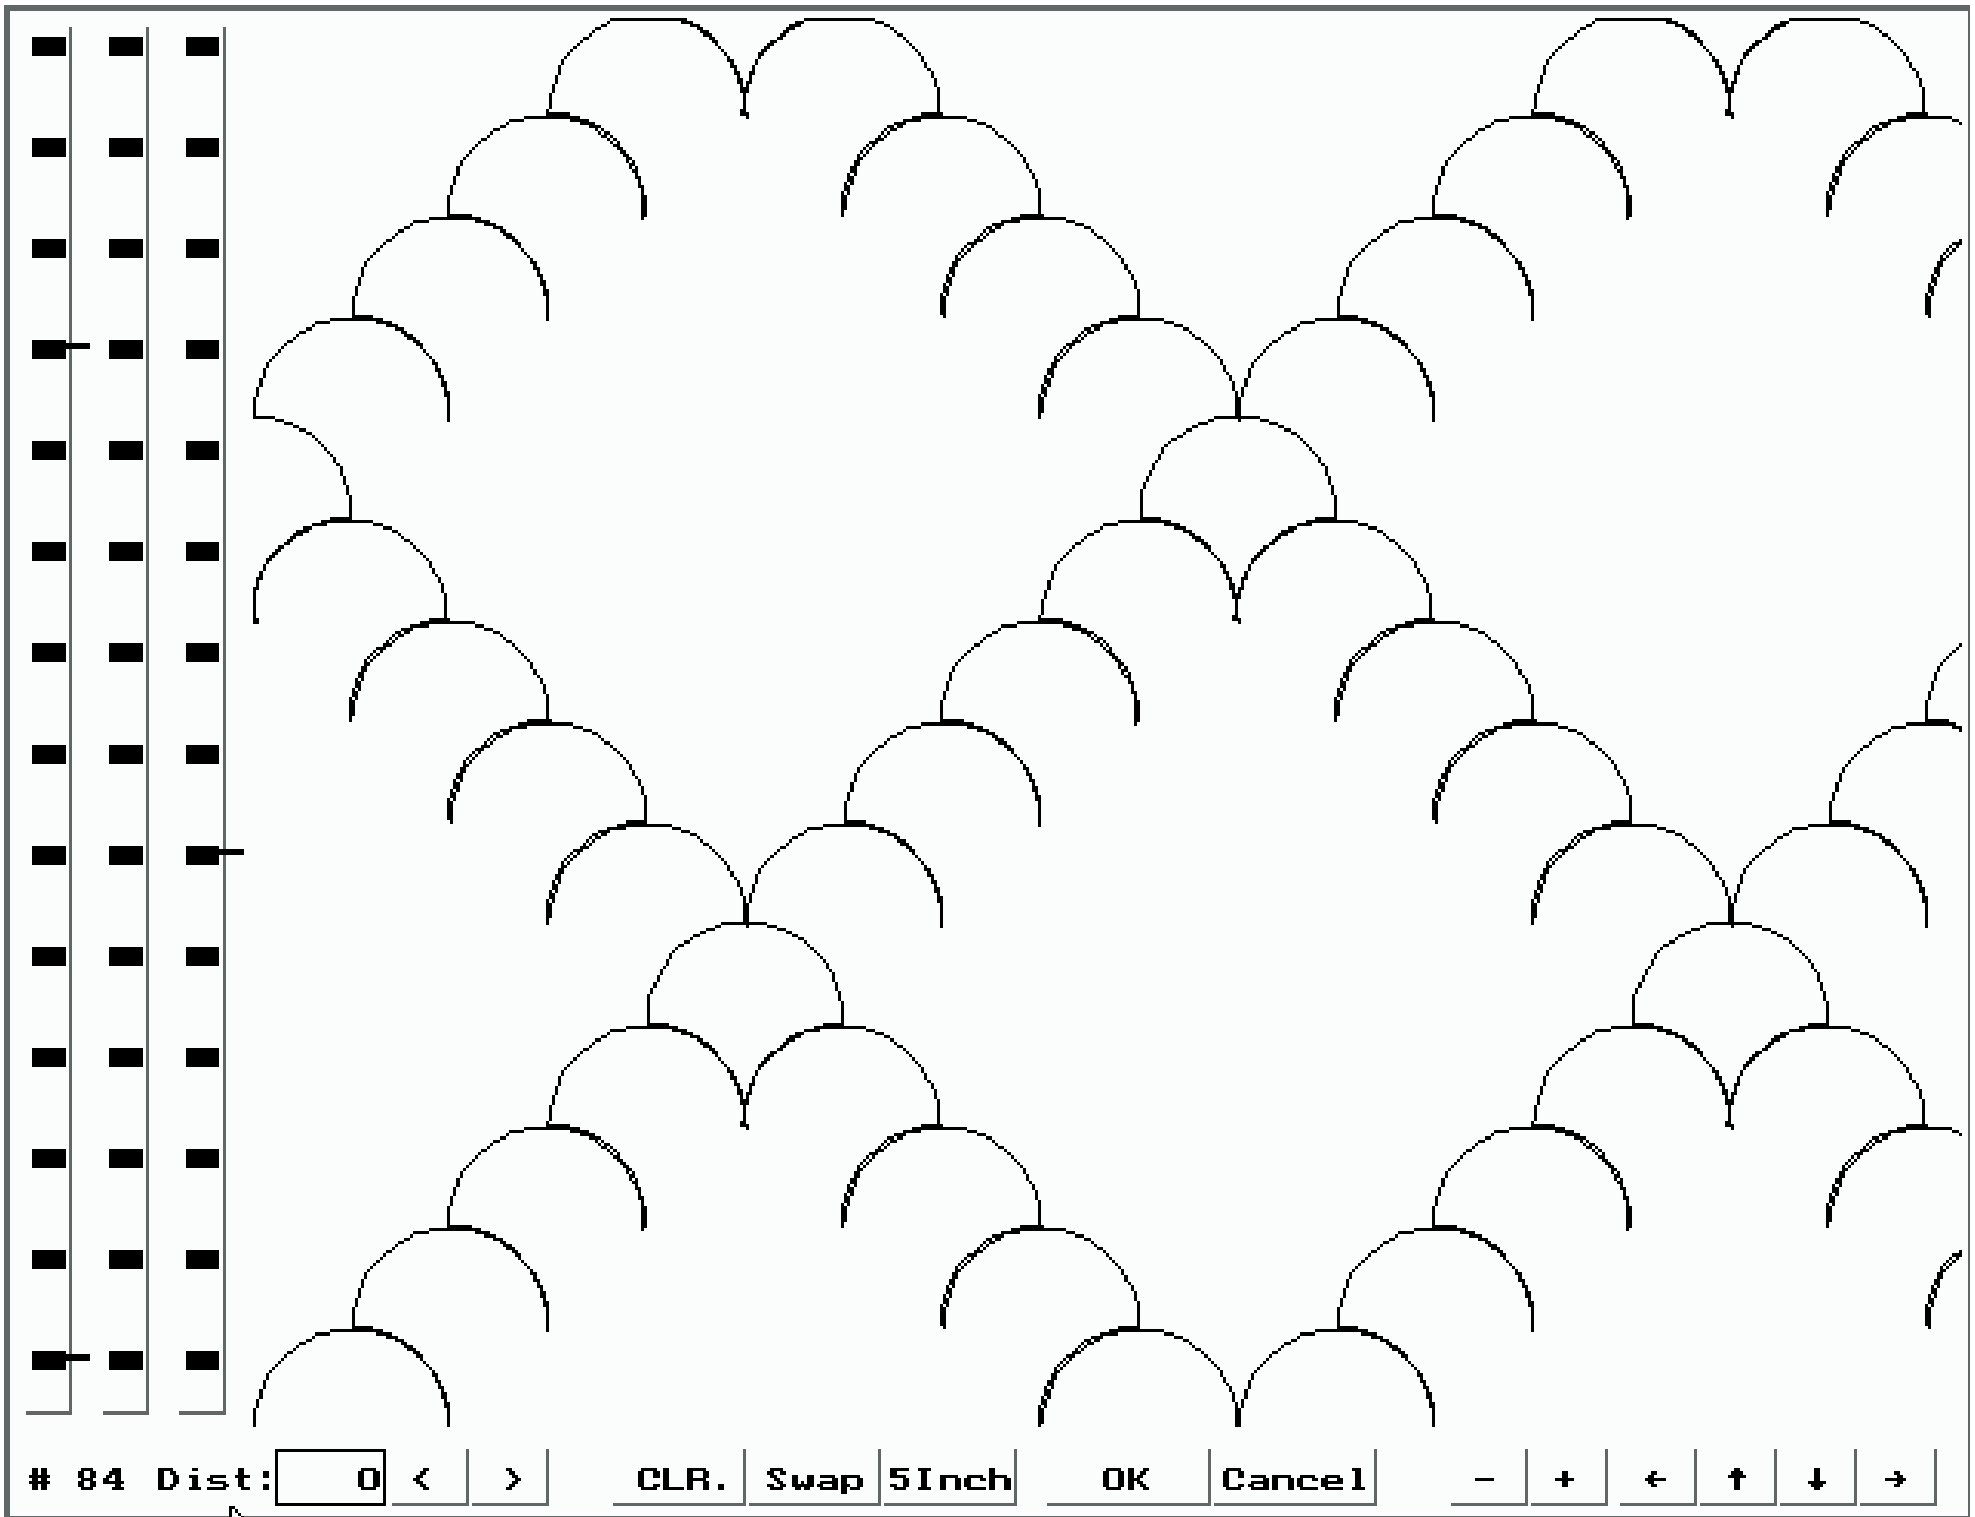 # 84 Dist: 0 < > CLR. Swap 5Inch OK Cancel - + ← ↑ ↓ →